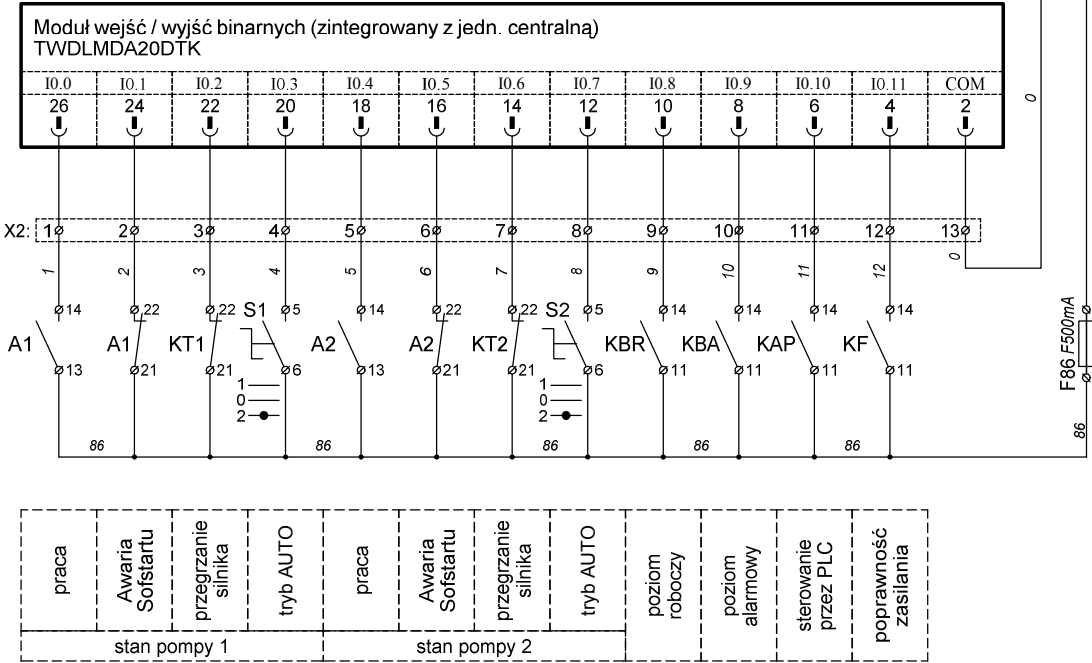 Moduł wejść / wyjść binarnych (zintegrowany z jedn. centralną)
TWDLMDA20DTK
I0.0 I0.1 I0.2 I0.3 I0.4 I0.5 I0.6 I0.7 I0.8 I0.9 I0.10 I0.11 COM
26 24 22 20 18 16 14 12 10 8 6 4 2
0
X2: 1 2 3 4 5 6 7 8 9 10 11 12 13
1 2 3 4 5 6 7 8 9 10 11 12 0
14 22 22 S1 5 14 22 22 S2 5 14 14 14 14
A1 A1 KT1 A2 A2 KT2 KBR KBA KAP KF
F86 F500mA
13 21 21 6 13 21 21 6 11 11 11 11
1 1
0 0
2 2
86 86 86 86 86 86
praca
Awaria
Sofstartu
przegrzanie
silnika
tryb AUTO
praca
Awaria
Sofstartu
przegrzanie
silnika
tryb AUTO
poziom
roboczy
poziom
alarmowy
sterowanie
przez PLC
poprawność
zasilania
stan pompy 1
stan pompy 2